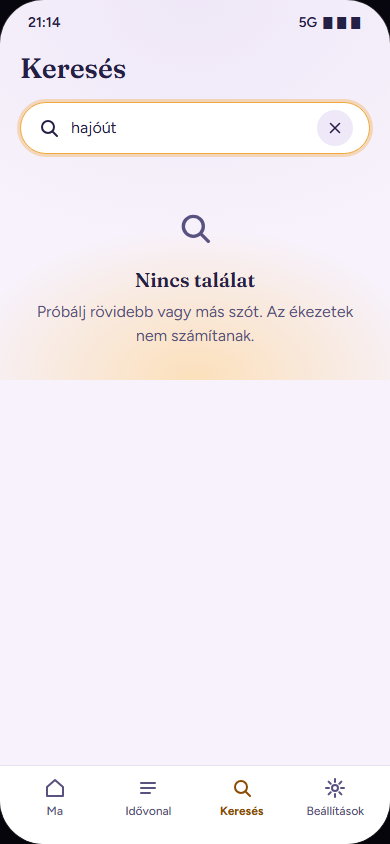 21:14
5G
Keresés
hajóút
Nincs találat
Próbálj rövidebb vagy más szót. Az ékezetek
nem számítanak.
Ma
Idővonal
Keresés
Beállítások